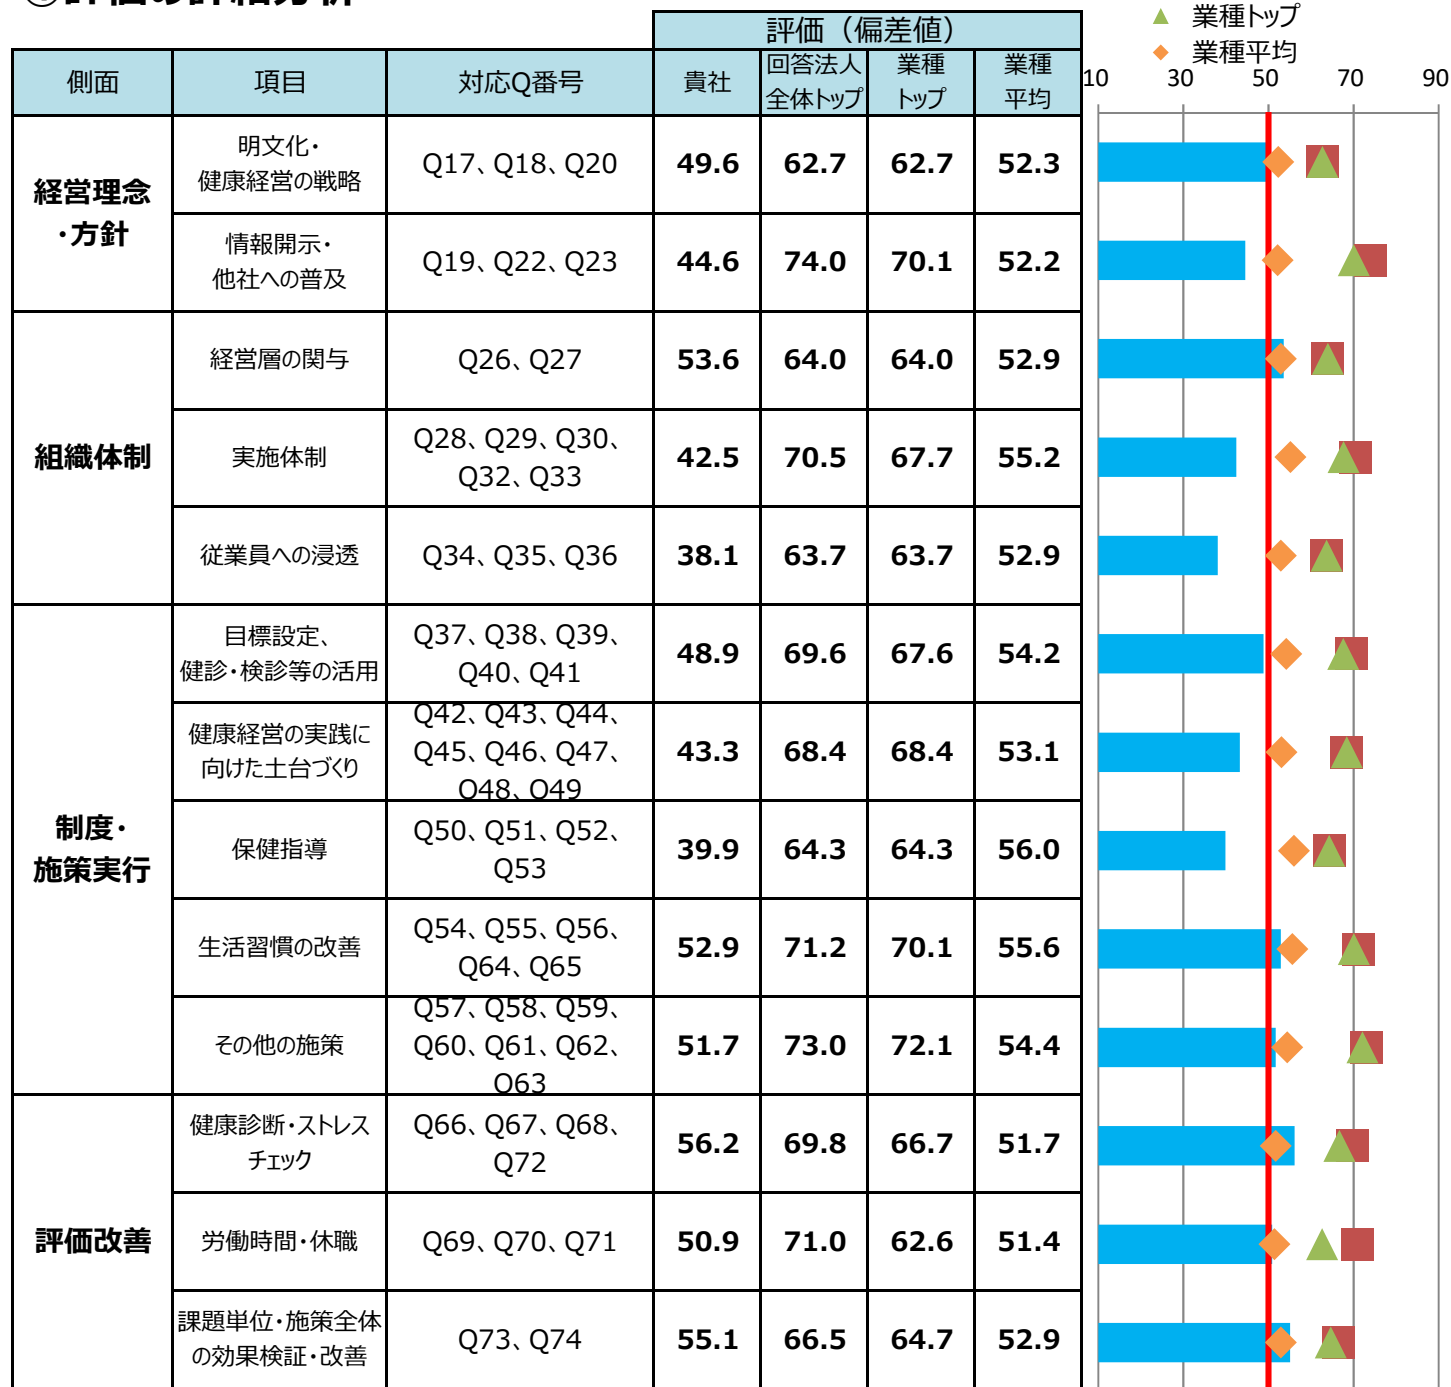 評価（偏差値）
▲ 業種トップ
◆ 業種平均
側面 項目 対応Q番号 貴社 回答法人 業種 業種
全体トップ トップ 平均
10 30 50 70 90
経営理念
・方針
明文化・
健康経営の戦略
Q17、Q18、Q20 49.6 62.7 62.7 52.3
情報開示・
他社への普及
Q19、Q22、Q23 44.6 74.0 70.1 52.2
組織体制
経営層の関与 Q26、Q27 53.6 64.0 64.0 52.9
実施体制
Q28、Q29、Q30、
Q32、Q33
42.5 70.5 67.7 55.2
従業員への浸透 Q34、Q35、Q36 38.1 63.7 63.7 52.9
制度・
施策実行
目標設定、
健診・検診等の活用
Q37、Q38、Q39、
Q40、Q41
48.9 69.6 67.6 54.2
健康経営の実践に
向けた土台づくり
Q42、Q43、Q44、
Q45、Q46、Q47、
Q48、Q49
43.3 68.4 68.4 53.1
保健指導
Q50、Q51、Q52、
Q53
39.9 64.3 64.3 56.0
生活習慣の改善
Q54、Q55、Q56、
Q64、Q65
52.9 71.2 70.1 55.6
その他の施策
Q57、Q58、Q59、
Q60、Q61、Q62、
Q63
51.7 73.0 72.1 54.4
評価改善
健康診断・ストレス
チェック
Q66、Q67、Q68、
Q72
56.2 69.8 66.7 51.7
労働時間・休職 Q69、Q70、Q71 50.9 71.0 62.6 51.4
課題単位・施策全体
の効果検証・改善
Q73、Q74 55.1 66.5 64.7 52.9